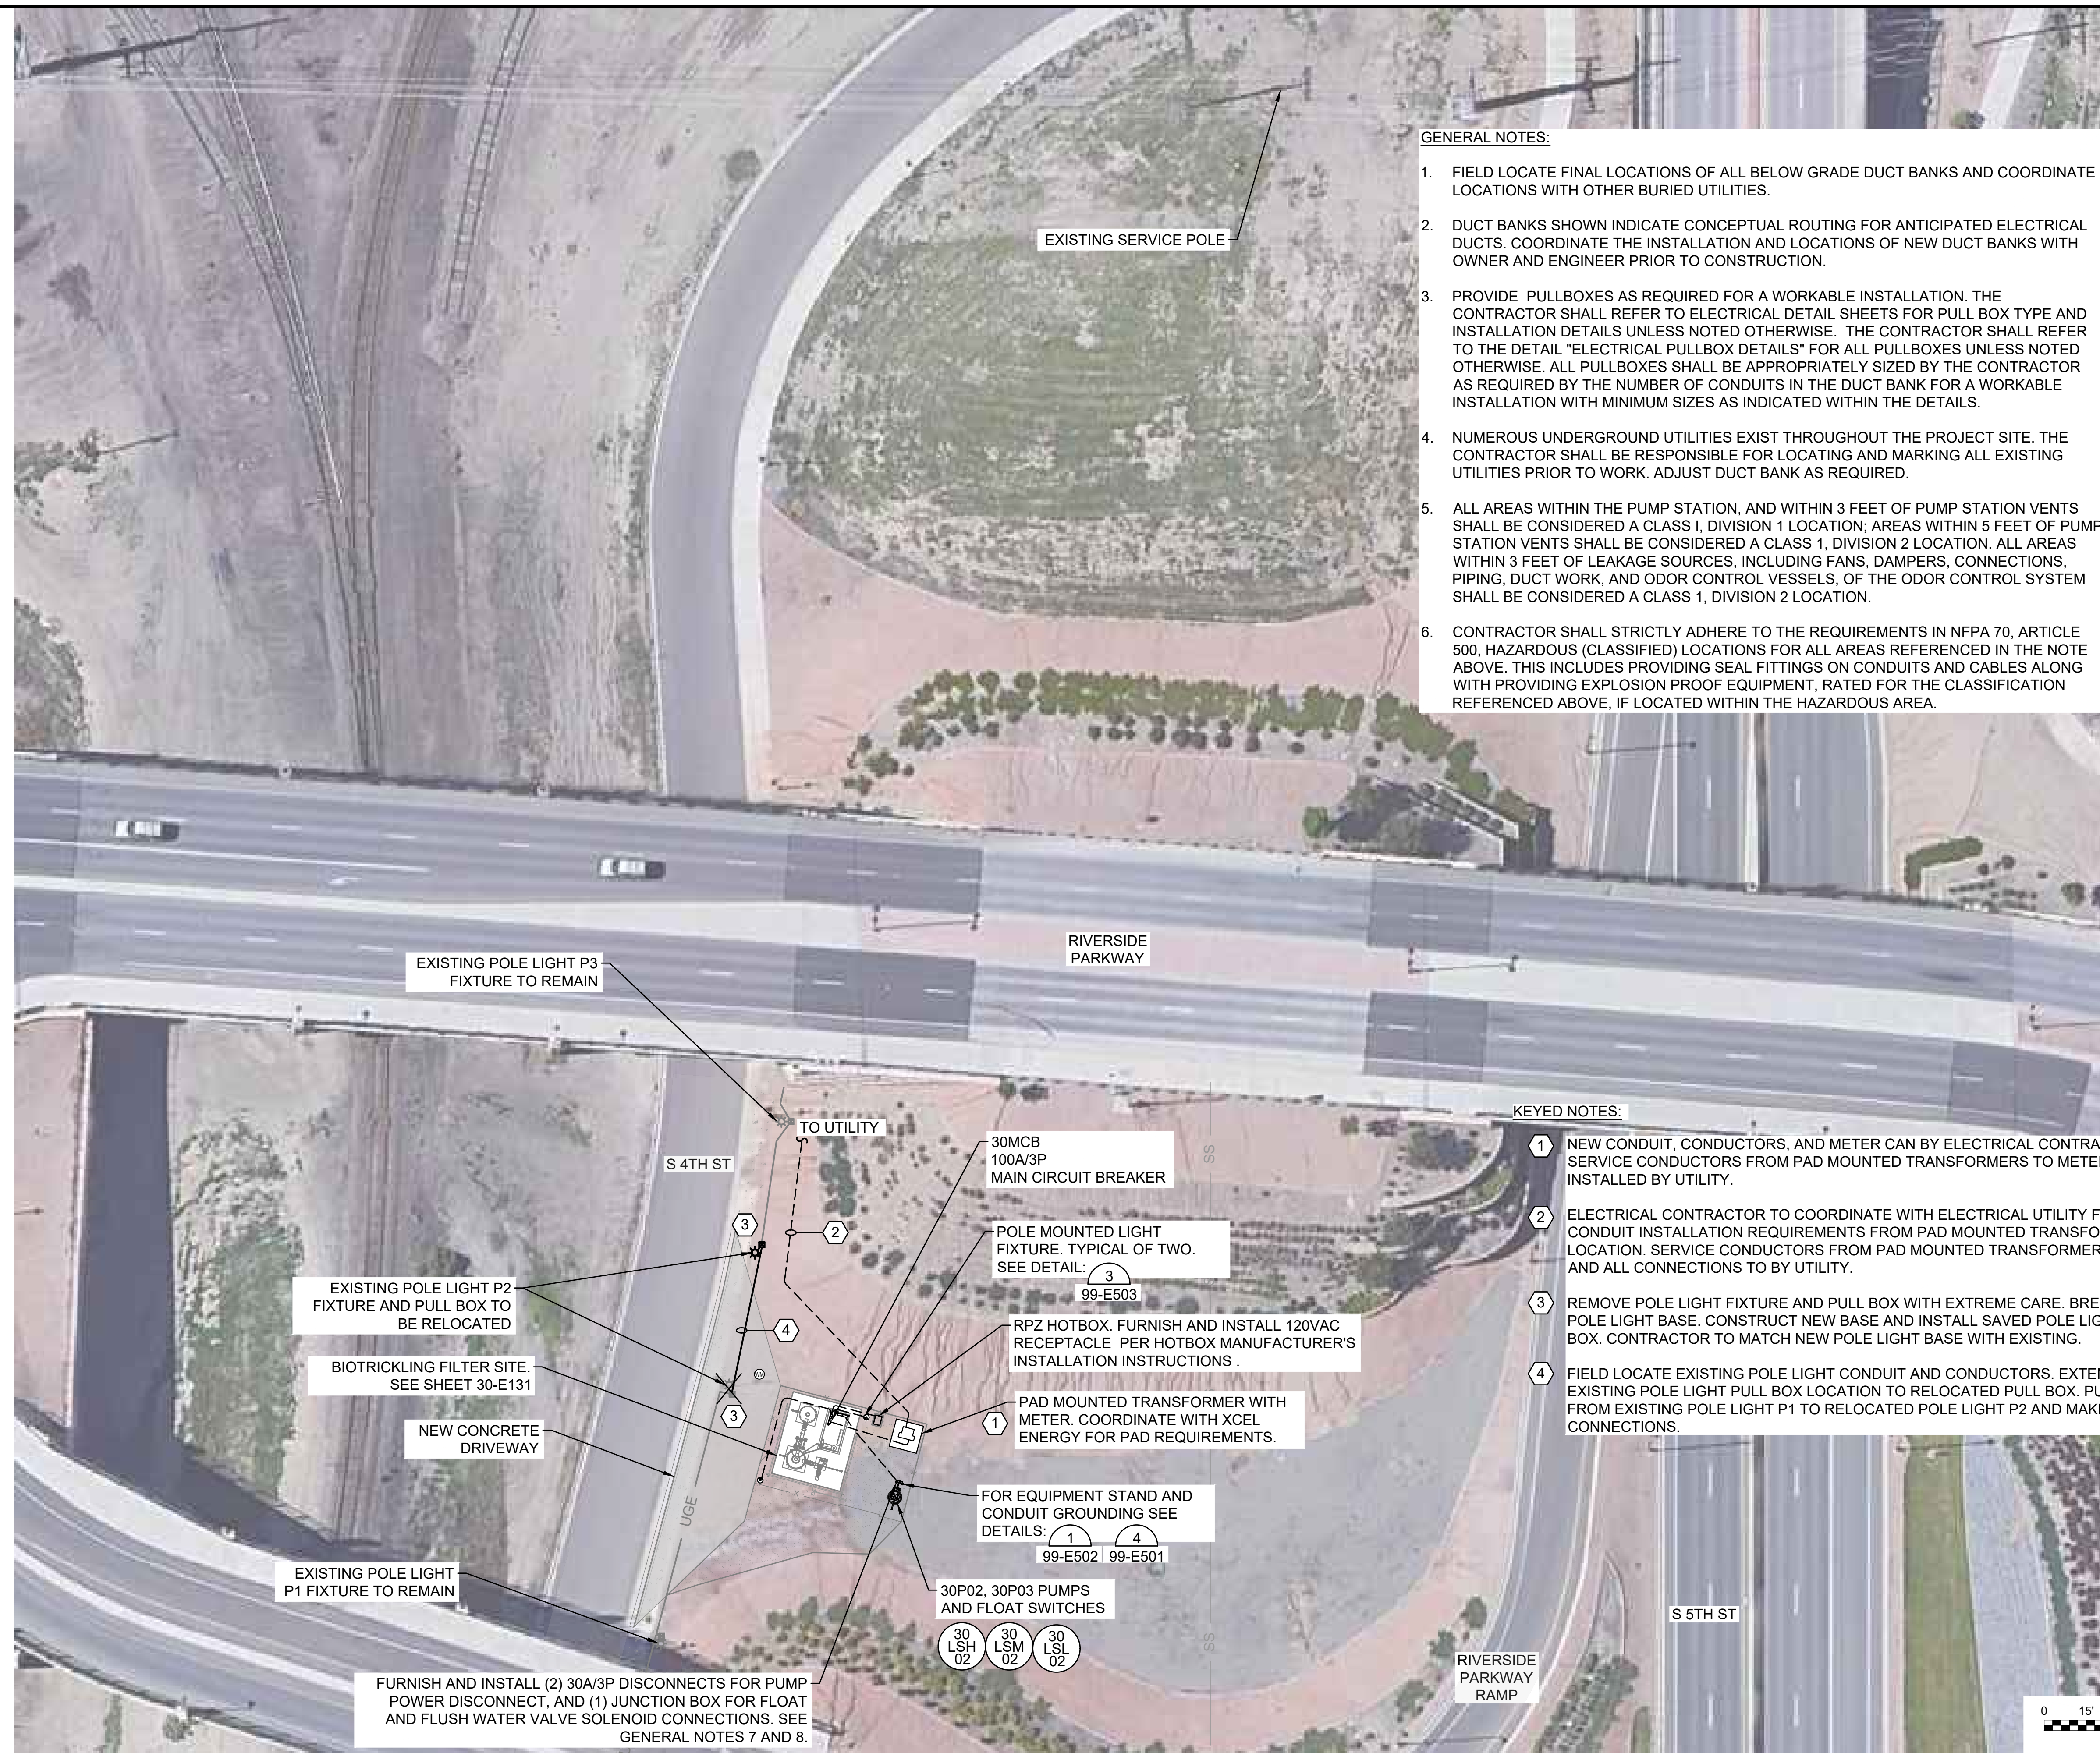 GENERAL NOTES:
1. FIELD LOCATE FINAL LOCATIONS OF ALL BELOW GRADE DUCT BANKS AND COORDINATE
LOCATIONS WITH OTHER BURIED UTILITIES.
2. DUCT BANKS SHOWN INDICATE CONCEPTUAL ROUTING FOR ANTICIPATED ELECTRICAL
DUCTS. COORDINATE THE INSTALLATION AND LOCATIONS OF NEW DUCT BANKS WITH
OWNER AND ENGINEER PRIOR TO CONSTRUCTION.
3. PROVIDE PULLBOXES AS REQUIRED FOR A WORKABLE INSTALLATION. THE
CONTRACTOR SHALL REFER TO ELECTRICAL DETAIL SHEETS FOR PULL BOX TYPE AND
INSTALLATION DETAILS UNLESS NOTED OTHERWISE. THE CONTRACTOR SHALL REFER
TO THE DETAIL "ELECTRICAL PULLBOX DETAILS" FOR ALL PULLBOXES UNLESS NOTED
OTHERWISE. ALL PULLBOXES SHALL BE APPROPRIATELY SIZED BY THE CONTRACTOR
AS REQUIRED BY THE NUMBER OF CONDUITS IN THE DUCT BANK FOR A WORKABLE
INSTALLATION WITH MINIMUM SIZES AS INDICATED WITHIN THE DETAILS.
4. NUMEROUS UNDERGROUND UTILITIES EXIST THROUGHOUT THE PROJECT SITE. THE
CONTRACTOR SHALL BE RESPONSIBLE FOR LOCATING AND MARKING ALL EXISTING
UTILITIES PRIOR TO WORK. ADJUST DUCT BANK AS REQUIRED.
5. ALL AREAS WITHIN THE PUMP STATION, AND WITHIN 3 FEET OF PUMP STATION VENTS
SHALL BE CONSIDERED A CLASS I, DIVISION 1 LOCATION; AREAS WITHIN 5 FEET OF PUMP
STATION VENTS SHALL BE CONSIDERED A CLASS 1, DIVISION 2 LOCATION. ALL AREAS
WITHIN 3 FEET OF LEAKAGE SOURCES, INCLUDING FANS, DAMPERS, CONNECTIONS,
PIPING, DUCT WORK, AND ODOR CONTROL VESSELS, OF THE ODOR CONTROL SYSTEM
SHALL BE CONSIDERED A CLASS 1, DIVISION 2 LOCATION.
6. CONTRACTOR SHALL STRICTLY ADHERE TO THE REQUIREMENTS IN NFPA 70, ARTICLE
500, HAZARDOUS (CLASSIFIED) LOCATIONS FOR ALL AREAS REFERENCED IN THE NOTE
ABOVE. THIS INCLUDES PROVIDING SEAL FITTINGS ON CONDUITS AND CABLES ALONG
WITH PROVIDING EXPLOSION PROOF EQUIPMENT, RATED FOR THE CLASSIFICATION
REFERENCED ABOVE, IF LOCATED WITHIN THE HAZARDOUS AREA.
EXISTING SERVICE POLE
RIVERSIDE
PARKWAY
EXISTING POLE LIGHT P3
FIXTURE TO REMAIN
TO UTILITY
S 4TH ST
30MCB
100A/3P
MAIN CIRCUIT BREAKER
SS
3
2
POLE MOUNTED LIGHT
FIXTURE. TYPICAL OF TWO.
SEE DETAIL:
3
99-E503
EXISTING POLE LIGHT P2
FIXTURE AND PULL BOX TO
BE RELOCATED
4
RPZ HOTBOX. FURNISH AND INSTALL 120VAC
RECEPTACLE PER HOTBOX MANUFACTURER'S
INSTALLATION INSTRUCTIONS .
BIOTRICKLING FILTER SITE.
SEE SHEET 30-E131
3
1
PAD MOUNTED TRANSFORMER WITH
METER. COORDINATE WITH XCEL
ENERGY FOR PAD REQUIREMENTS.
NEW CONCRETE
DRIVEWAY
UGE
FOR EQUIPMENT STAND AND
CONDUIT GROUNDING SEE
DETAILS:
1 4
99-E502 99-E501
EXISTING POLE LIGHT
P1 FIXTURE TO REMAIN
30P02, 30P03 PUMPS
AND FLOAT SWITCHES
30 LSH 02
30 LSM 02
30 LSL 02
SS
FURNISH AND INSTALL (2) 30A/3P DISCONNECTS FOR PUMP
POWER DISCONNECT, AND (1) JUNCTION BOX FOR FLOAT
AND FLUSH WATER VALVE SOLENOID CONNECTIONS. SEE
GENERAL NOTES 7 AND 8.
KEYED NOTES:
1 NEW CONDUIT, CONDUCTORS, AND METER CAN BY ELECTRICAL CONTRA
SERVICE CONDUCTORS FROM PAD MOUNTED TRANSFORMERS TO METE
INSTALLED BY UTILITY.
2 ELECTRICAL CONTRACTOR TO COORDINATE WITH ELECTRICAL UTILITY F
CONDUIT INSTALLATION REQUIREMENTS FROM PAD MOUNTED TRANSFO
LOCATION. SERVICE CONDUCTORS FROM PAD MOUNTED TRANSFORMER
AND ALL CONNECTIONS TO BY UTILITY.
3 REMOVE POLE LIGHT FIXTURE AND PULL BOX WITH EXTREME CARE. BRE
POLE LIGHT BASE. CONSTRUCT NEW BASE AND INSTALL SAVED POLE LIG
BOX. CONTRACTOR TO MATCH NEW POLE LIGHT BASE WITH EXISTING.
4 FIELD LOCATE EXISTING POLE LIGHT CONDUIT AND CONDUCTORS. EXTEN
EXISTING POLE LIGHT PULL BOX LOCATION TO RELOCATED PULL BOX. PU
FROM EXISTING POLE LIGHT P1 TO RELOCATED POLE LIGHT P2 AND MAK
CONNECTIONS.
S 5TH ST
RIVERSIDE
PARKWAY
RAMP
0 15'